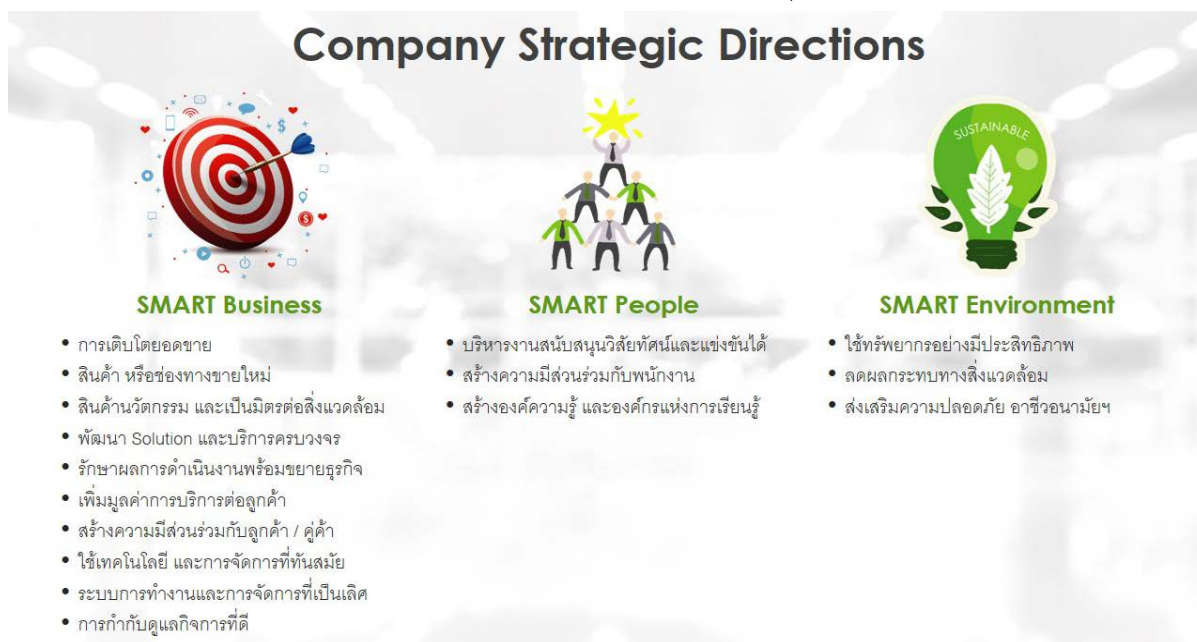 Company Strategic Directions
SUSTAINABLE
SMART Business
• การเติบโตยอดขาย
• สินค้า หรือช่องทางขายใหม่
• สินค้านวัตกรรม และเป็นมิตรต่อสิ่งแวดล้อม
• พัฒนา Solution และบริการครบวงจร
• รักษาผลการดำเนินงานพร้อมขยายธุรกิจ
• เพิ่มมูลค่าการบริการต่อลูกค้า
• สร้างความมีส่วนร่วมกับลูกค้า / คู่ค้า
• ใช้เทคโนโลยี และการจัดการที่ทันสมัย
• ระบบการทำงานและการจัดการที่เป็นเลิศ
• การกำกับดูแลกิจการที่ดี
SMART People
• บริหารงานสนับสนุนวิสัยทัศน์และแข่งขันได้
• สร้างความมีส่วนร่วมกับพนักงาน
• สร้างองค์ความรู้ และองค์กรแห่งการเรียนรู้
SMART Environment
• ใช้ทรัพยากรอย่างมีประสิทธิภาพ
• ลดผลกระทบทางสิ่งแวดล้อม
• ส่งเสริมความปลอดภัย อาชีวอนามัยฯ